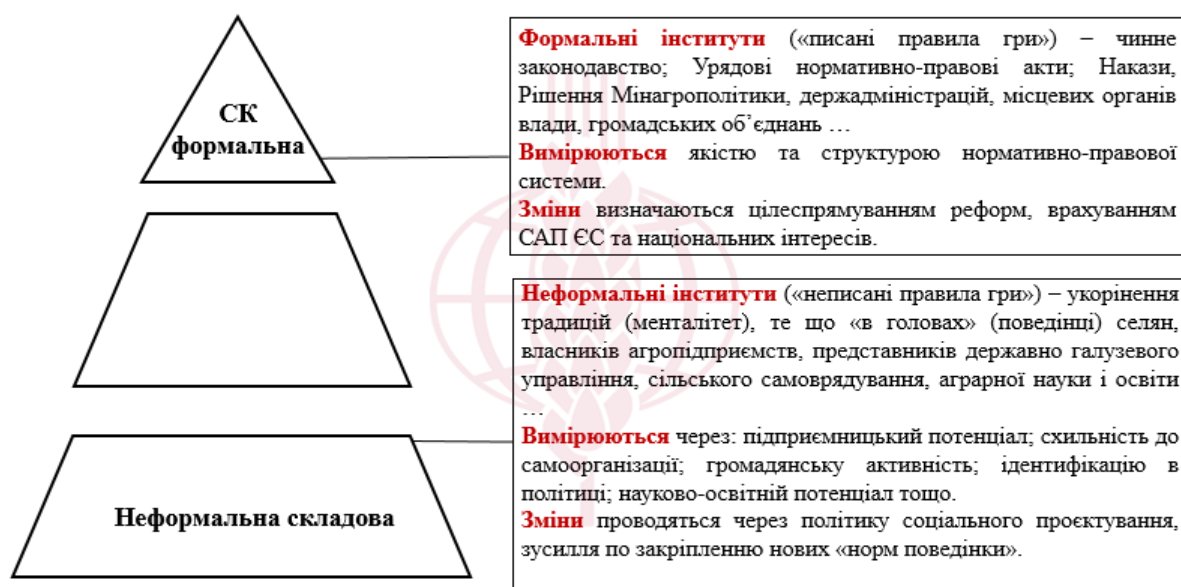 СК
формальна
Формальні інститути («писані правила гри») – чинне
законодавство; Урядові нормативно-правові акти; Накази,
Рішення Мінагрополітики, держадміністрацій, місцевих органів
влади, громадських об’єднань …
Вимірюються якістю та структурою нормативно-правової
системи.
Зміни визначаються цілеспрямуванням реформ, врахуванням
САП ЄС та національних інтересів.
Неформальні інститути («неписані правила гри») – укорінення
традицій (менталітет), те що «в головах» (поведінці) селян,
власників агропідприємств, представників державно галузевого
управління, сільського самоврядування, аграрної науки і освіти
…
Вимірюються через: підприємницький потенціал; схильність до
самоорганізації; громадянську активність; ідентифікацію в
політиці; науково-освітній потенціал тощо.
Зміни проводяться через політику соціального проєктування,
зусилля по закріпленню нових «норм поведінки».
Неформальна складова